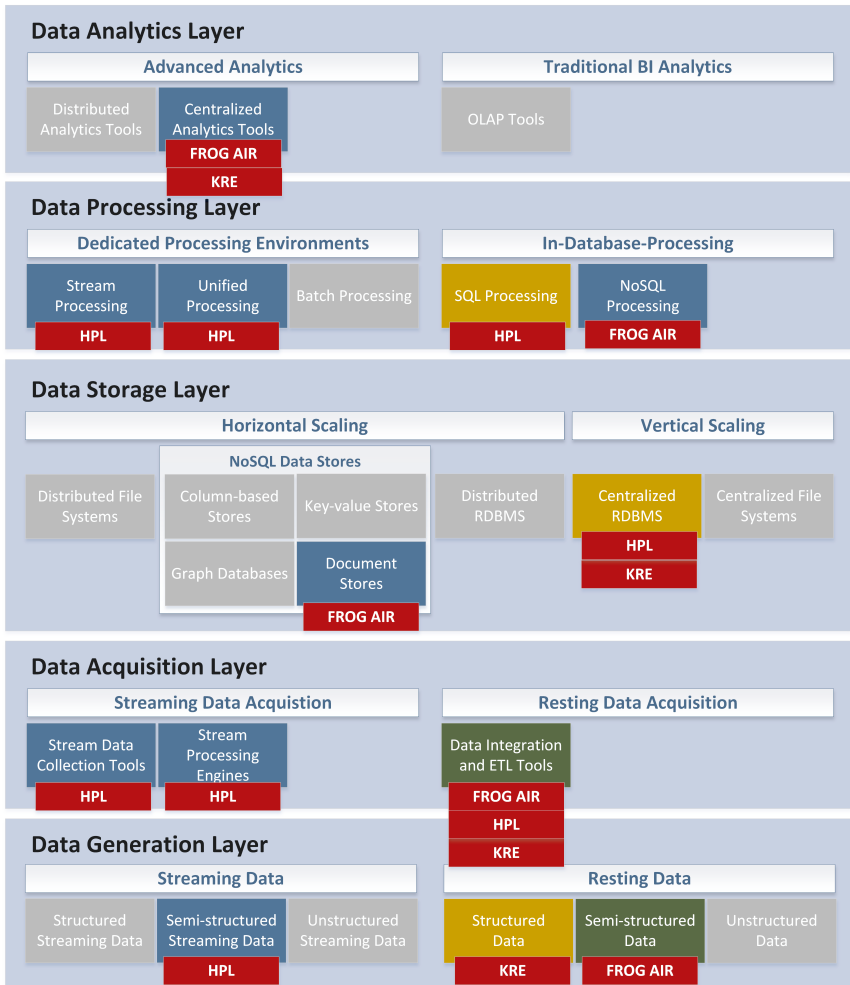 Data Analytics Layer
Advanced Analytics
Traditional BI Analytics
Distributed
Analytics Tools
Centralized
Analytics Tools
OLAP Tools
FROG AIR
KRE
Data Processing Layer
Dedicated Processing Environments
In-Database-Processing
Stream
Processing
Unified
Processing
Batch Processing
SQL Processing
NoSQL
Processing
HPL
HPL
HPL
FROG AIR
Data Storage Layer
Horizontal Scaling
Vertical Scaling
NoSQL Data Stores
Distributed File
Systems
Column-based
Stores
Key-value Stores
Distributed
RDBMS
Centralized
RDBMS
Centralized File
Systems
HPL
KRE
Graph Databases
Document
Stores
FROG AIR
Data Acquisition Layer
Streaming Data Acquistion
Resting Data Acquisition
Stream Data
Collection Tools
Stream
Processing
Engines
Data Integration
and ETL Tools
HPL
HPL
FROG AIR
HPL
KRE
Data Generation Layer
Streaming Data
Resting Data
Structured
Streaming Data
Semi-structured
Streaming Data
Unstructured
Streaming Data
Structured
Data
Semi-structured
Data
Unstructured
Data
HPL
KRE
FROG AIR